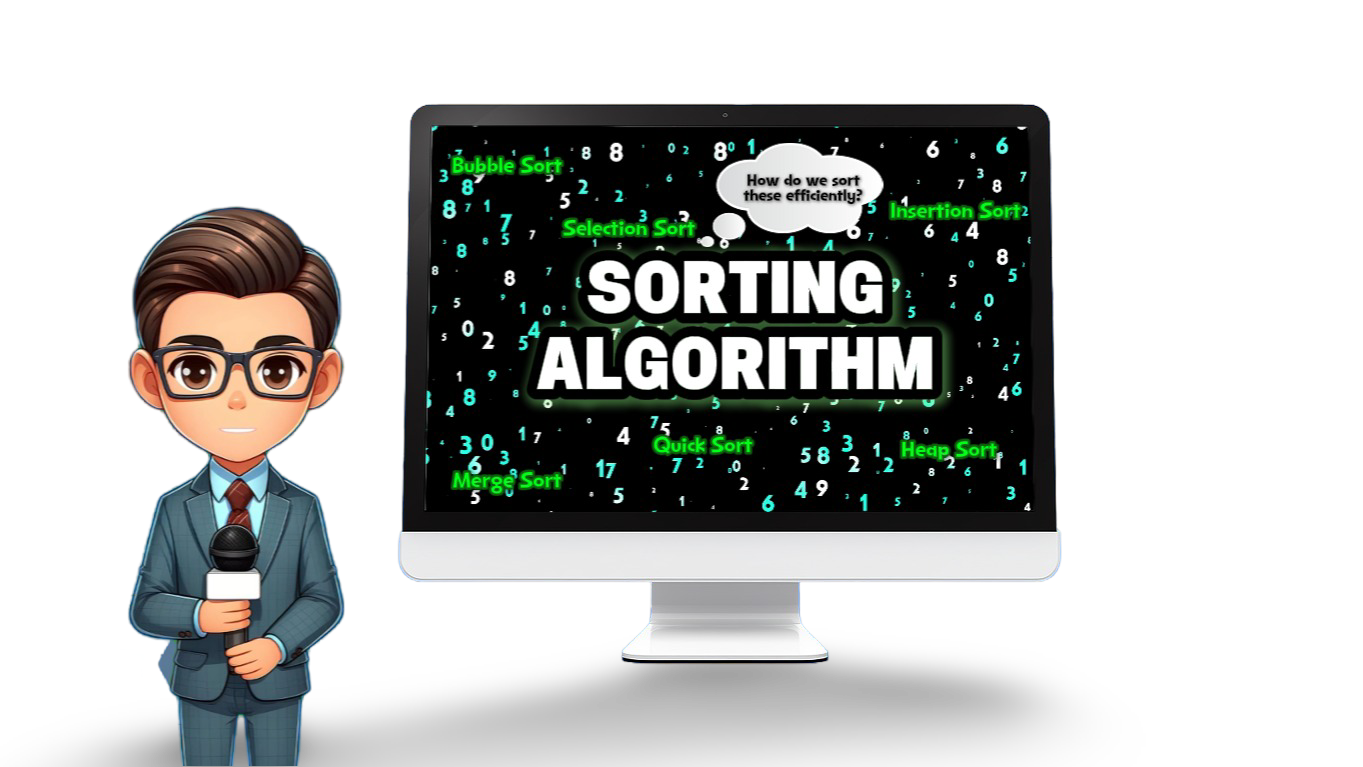 Bubble Sort
How do we sort
these efficiently?
Insertion Sort
Selection Sort
SORTING
ALGORITHM
Quick Sort
Heap Sort
Merge Sort